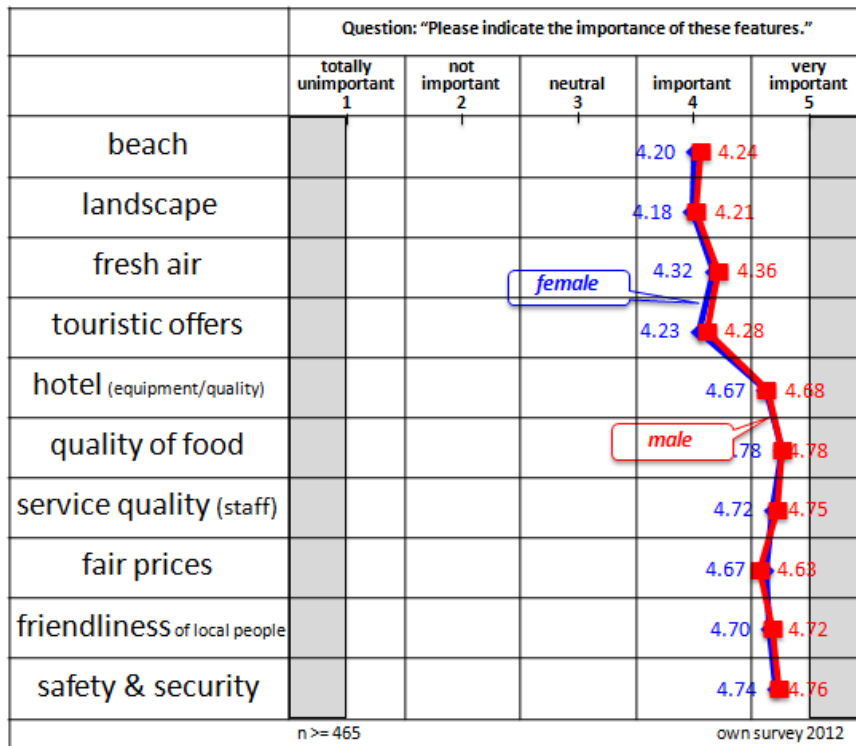 Question: “Please indicate the importance of these features.”
totally unimportant 1
not important 2
neutral 3
important 4
very important 5
beach 4.20 4.24
landscape 4.18 4.21
fresh air 4.32 4.36
female
touristic offers 4.23 4.28
hotel (equipment/quality) 4.67 4.68
male
quality of food .78 4.78
service quality (staff) 4.72 4.75
fair prices 4.67 4.63
friendliness of local people 4.70 4.72
safety & security 4.74 4.76
n >= 465 own survey 2012